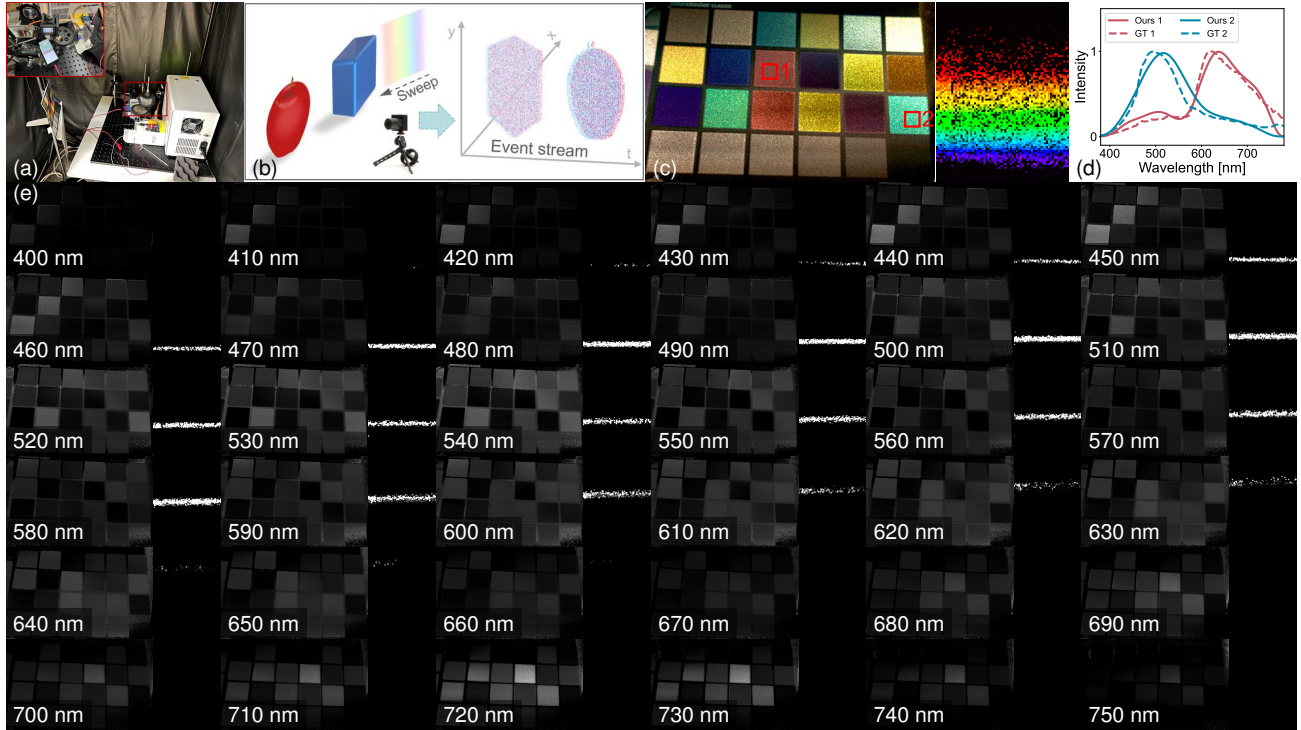 (a)
(b)
Sweep
y
x
t
Event stream
COLORCHECKER CLASSIC
1
2
(c)
Ours 1
GT 1
Ours 2
GT 2
Intensity
1
0
400 500 600 700
Wavelength [nm]
(d)
(e)
400 nm 410 nm 420 nm 430 nm 440 nm 450 nm
460 nm 470 nm 480 nm 490 nm 500 nm 510 nm
520 nm 530 nm 540 nm 550 nm 560 nm 570 nm
580 nm 590 nm 600 nm 610 nm 620 nm 630 nm
640 nm 650 nm 660 nm 670 nm 680 nm 690 nm
700 nm 710 nm 720 nm 730 nm 740 nm 750 nm